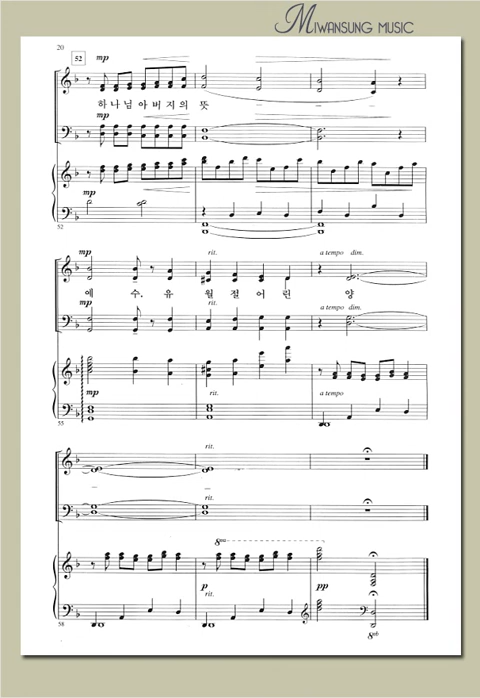 MIWANSUNG MUSIC
20
52
mp
하나님아버지의 뜻
mp
mp
52
mp
rit.
a tempo dim.
예 수, 유 월 절 어 린 양
mp
rit.
a tempo dim.
mp
rit.
a tempo
55
rit.
rit.
8va
p
pp
rit.
58
8vb